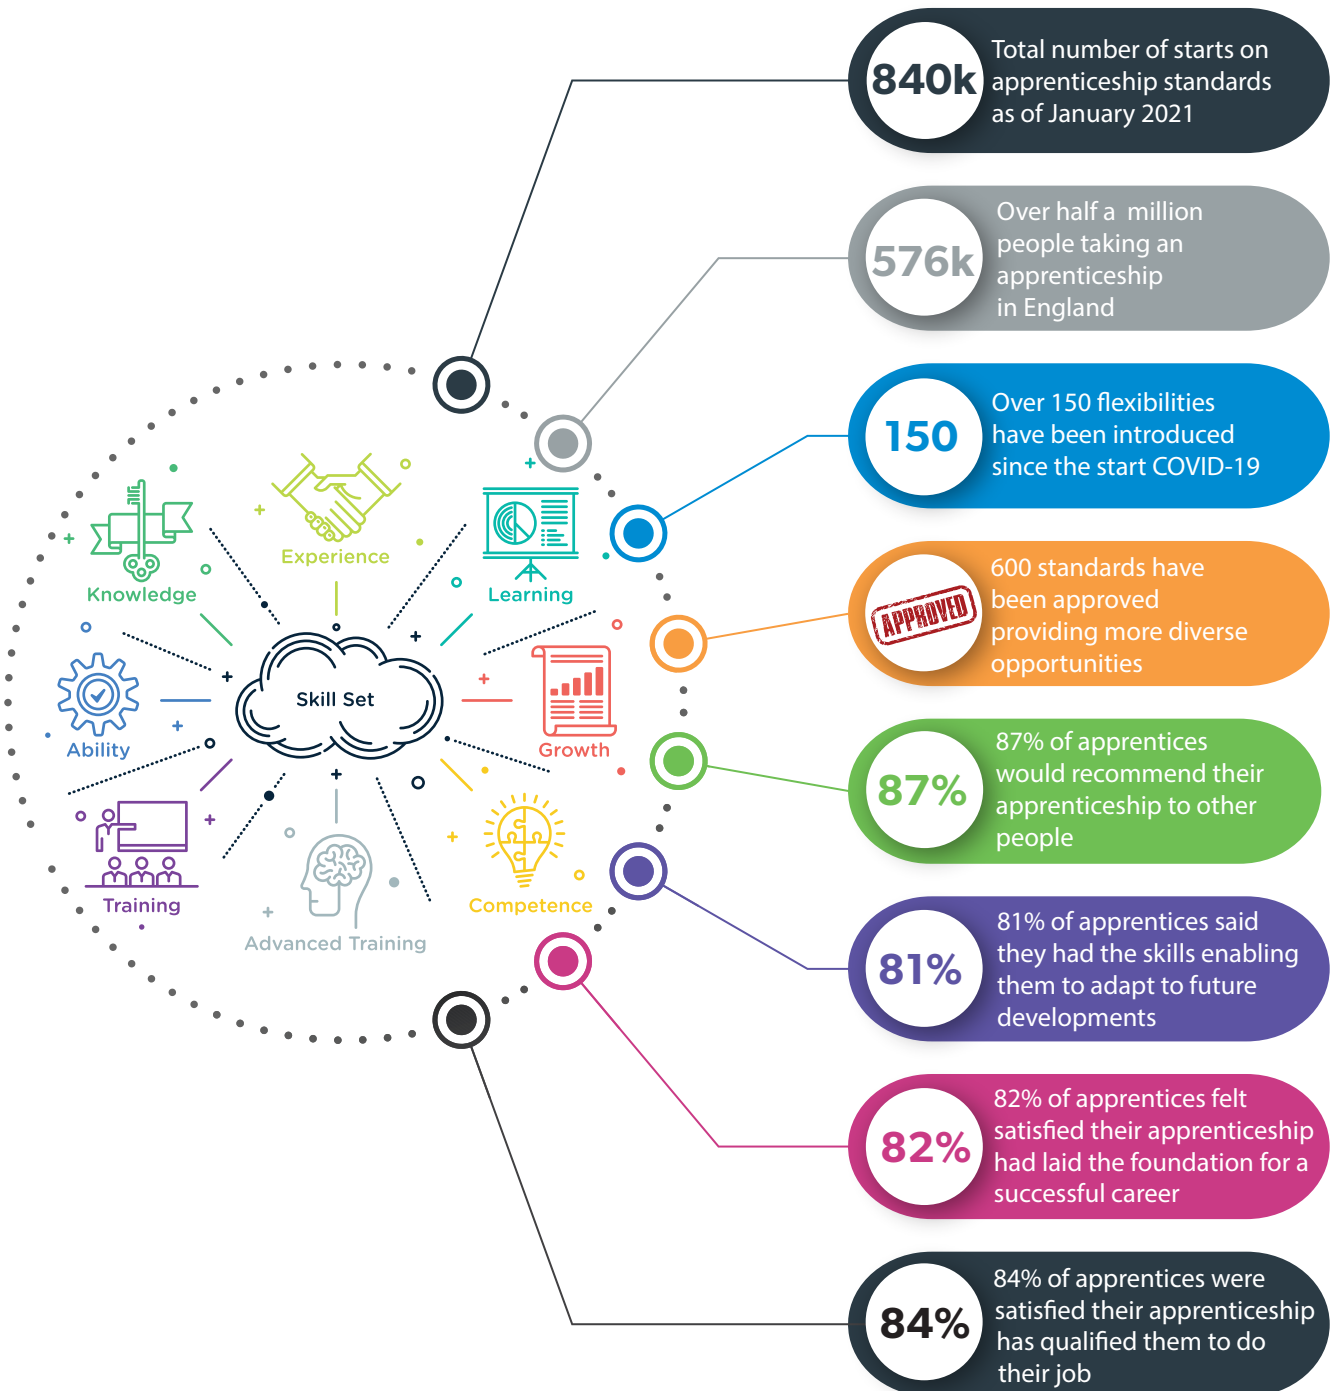 840k
Total number of starts on
apprenticeship standards
as of January 2021
576k
Over half a  million
people taking an
apprenticeship
in England
150
Over 150 flexibilities
have been introduced
since the start COVID-19
APPROVED
600 standards have
been approved
providing more diverse
opportunities
87%
87% of apprentices
would recommend their
apprenticeship to other
people
81%
81% of apprentices said
they had the skills enabling
them to adapt to future
developments
82%
82% of apprentices felt
satisfied their apprenticeship
had laid the foundation for a
successful career
84%
84% of apprentices were
satisfied their apprenticeship
has qualified them to do
their job
Experience
Knowledge
Learning
Skill Set
Ability
Growth
Training
Competence
Advanced Training